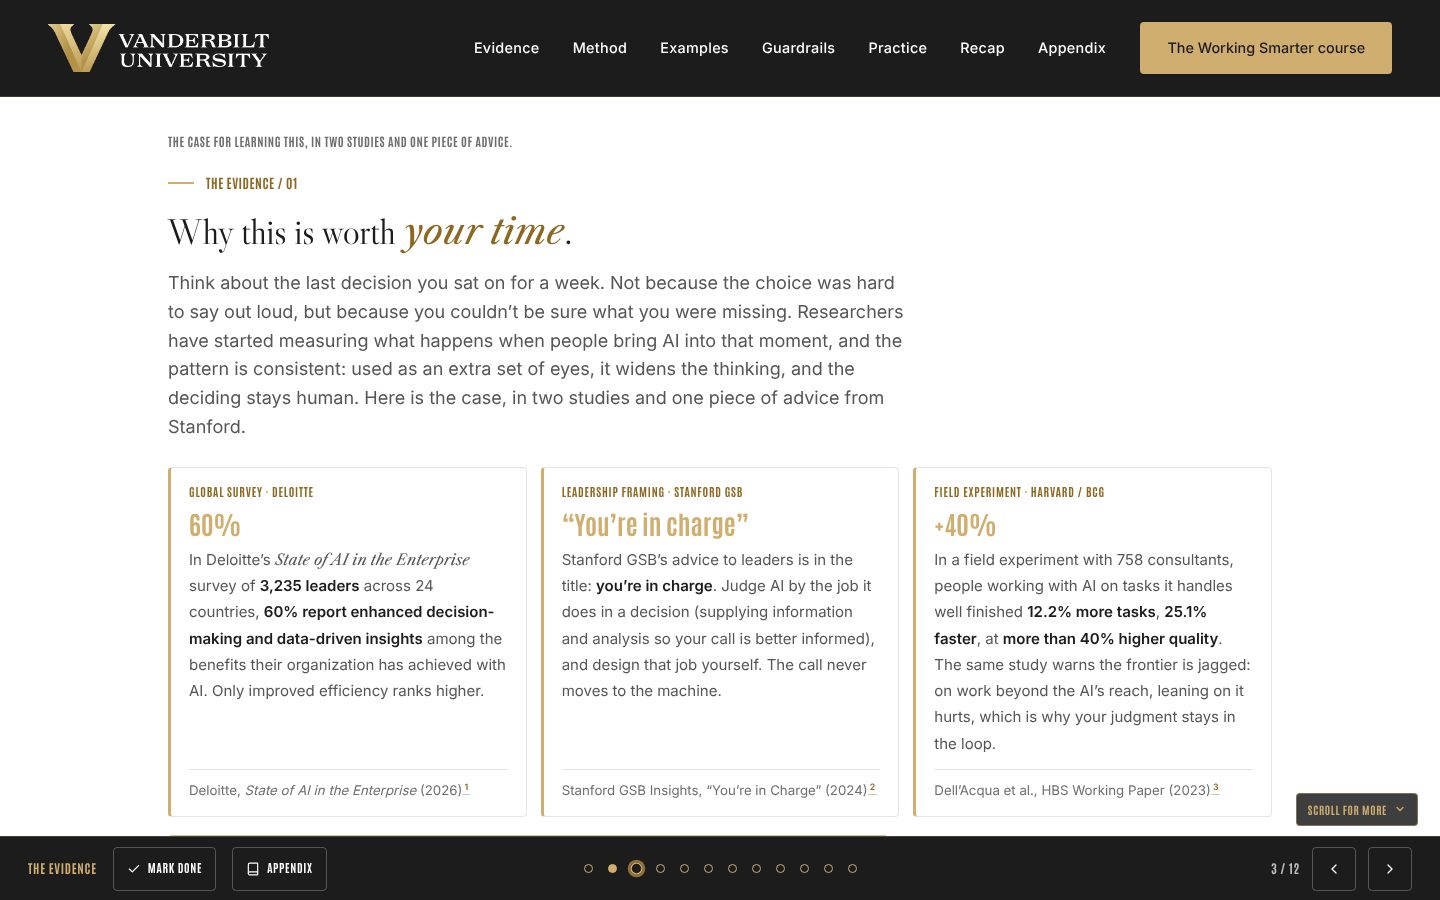 VANDERBILT
UNIVERSITY
Evidence
Method
Examples
Guardrails
Practice
Recap
Appendix
The Working Smarter course
THE CASE FOR LEARNING THIS, IN TWO STUDIES AND ONE PIECE OF ADVICE.
THE EVIDENCE / 01
Why this is worth your time.
Think about the last decision you sat on for a week. Not because the choice was hard
to say out loud, but because you couldn’t be sure what you were missing. Researchers
have started measuring what happens when people bring AI into that moment, and the
pattern is consistent: used as an extra set of eyes, it widens the thinking, and the
deciding stays human. Here is the case, in two studies and one piece of advice from
Stanford.
GLOBAL SURVEY · DELOITTE
60%
In Deloitte’s State of AI in the Enterprise
survey of 3,235 leaders across 24
countries, 60% report enhanced decision-
making and data-driven insights among the
benefits their organization has achieved with
AI. Only improved efficiency ranks higher.
Deloitte, State of AI in the Enterprise (2026)1
LEADERSHIP FRAMING · STANFORD GSB
“You’re in charge”
Stanford GSB’s advice to leaders is in the
title: you’re in charge. Judge AI by the job it
does in a decision (supplying information
and analysis so your call is better informed),
and design that job yourself. The call never
moves to the machine.
Stanford GSB Insights, “You’re in Charge” (2024)2
FIELD EXPERIMENT · HARVARD / BCG
+40%
In a field experiment with 758 consultants,
people working with AI on tasks it handles
well finished 12.2% more tasks, 25.1%
faster, at more than 40% higher quality.
The same study warns the frontier is jagged:
on work beyond the AI’s reach, leaning on it
hurts, which is why your judgment stays in
the loop.
Dell’Acqua et al., HBS Working Paper (2023)3
SCROLL FOR MORE
THE EVIDENCE
MARK DONE
APPENDIX
3 / 12